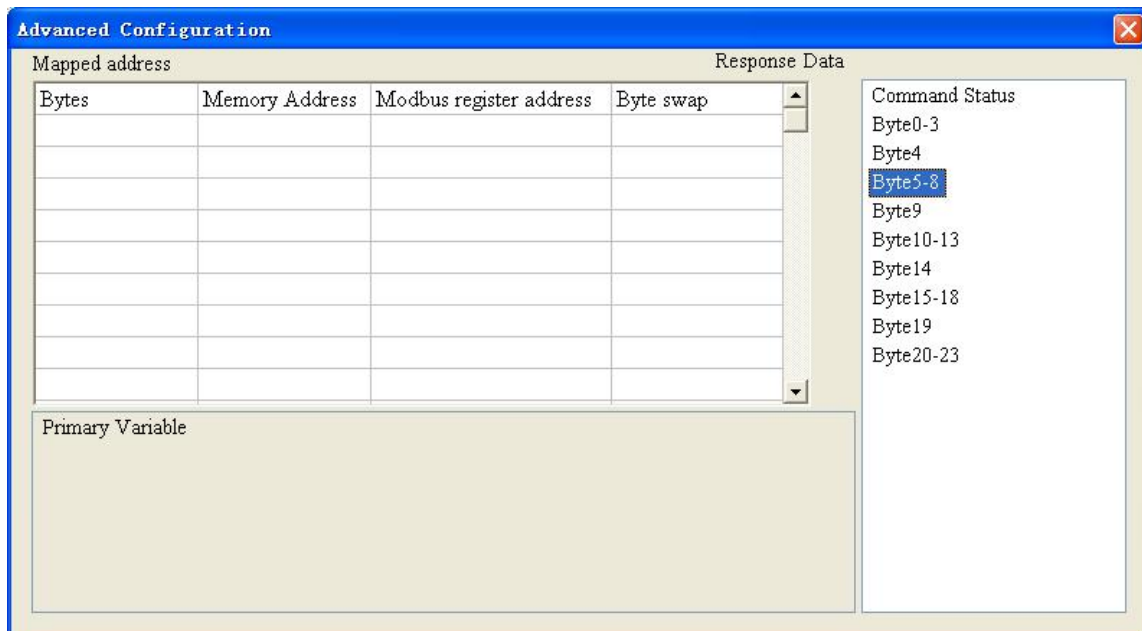 Advanced Configuration
Mapped address
Response Data
Bytes Memory Address Modbus register address Byte swap
Command Status
Byte0-3
Byte4
Byte5-8
Byte9
Byte10-13
Byte14
Byte15-18
Byte19
Byte20-23
Primary Variable